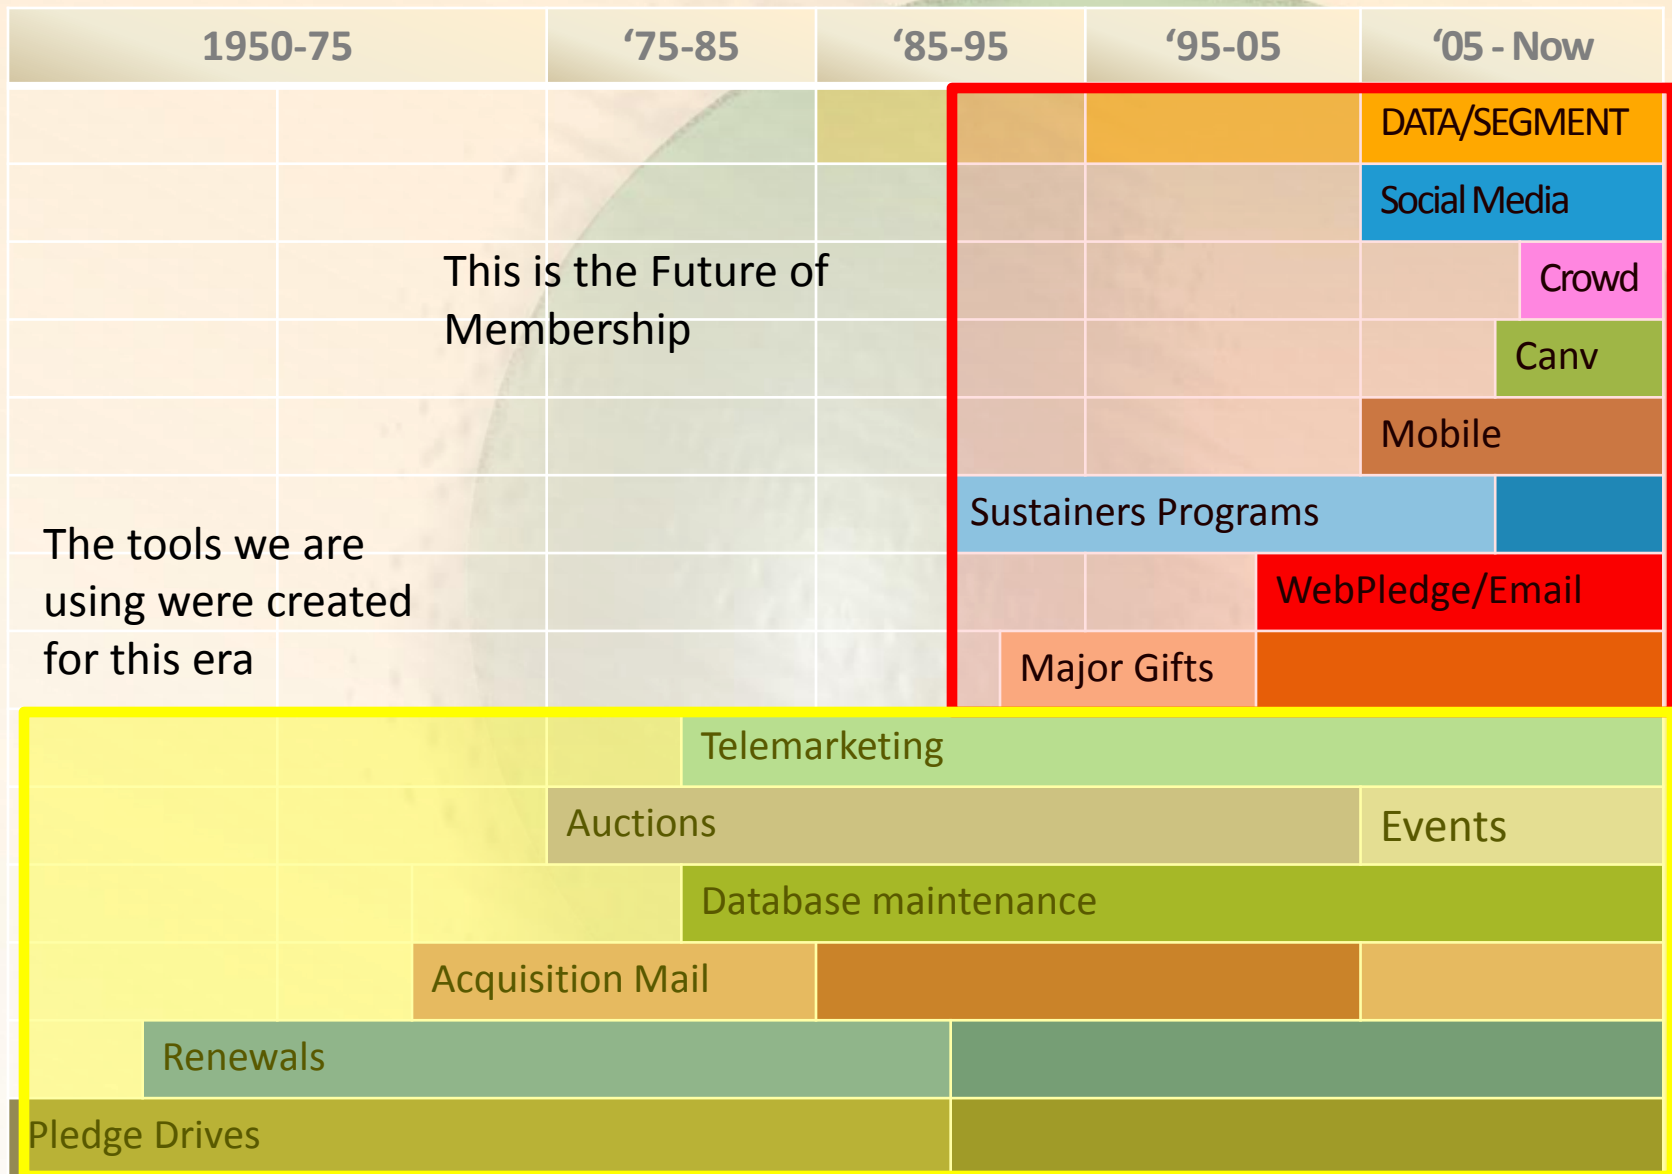 1950-75 ‘75-85 ‘85-95 ‘95-05 ‘05 - Now
DATA/SEGMENT
Social Media
This is the Future of
Membership
Crowd
Canv
Mobile
Sustainers Programs
The tools we are
using were created
for this era
WebPledge/Email
Major Gifts
Telemarketing
Auctions Events
Database maintenance
Acquisition Mail
Renewals
Pledge Drives